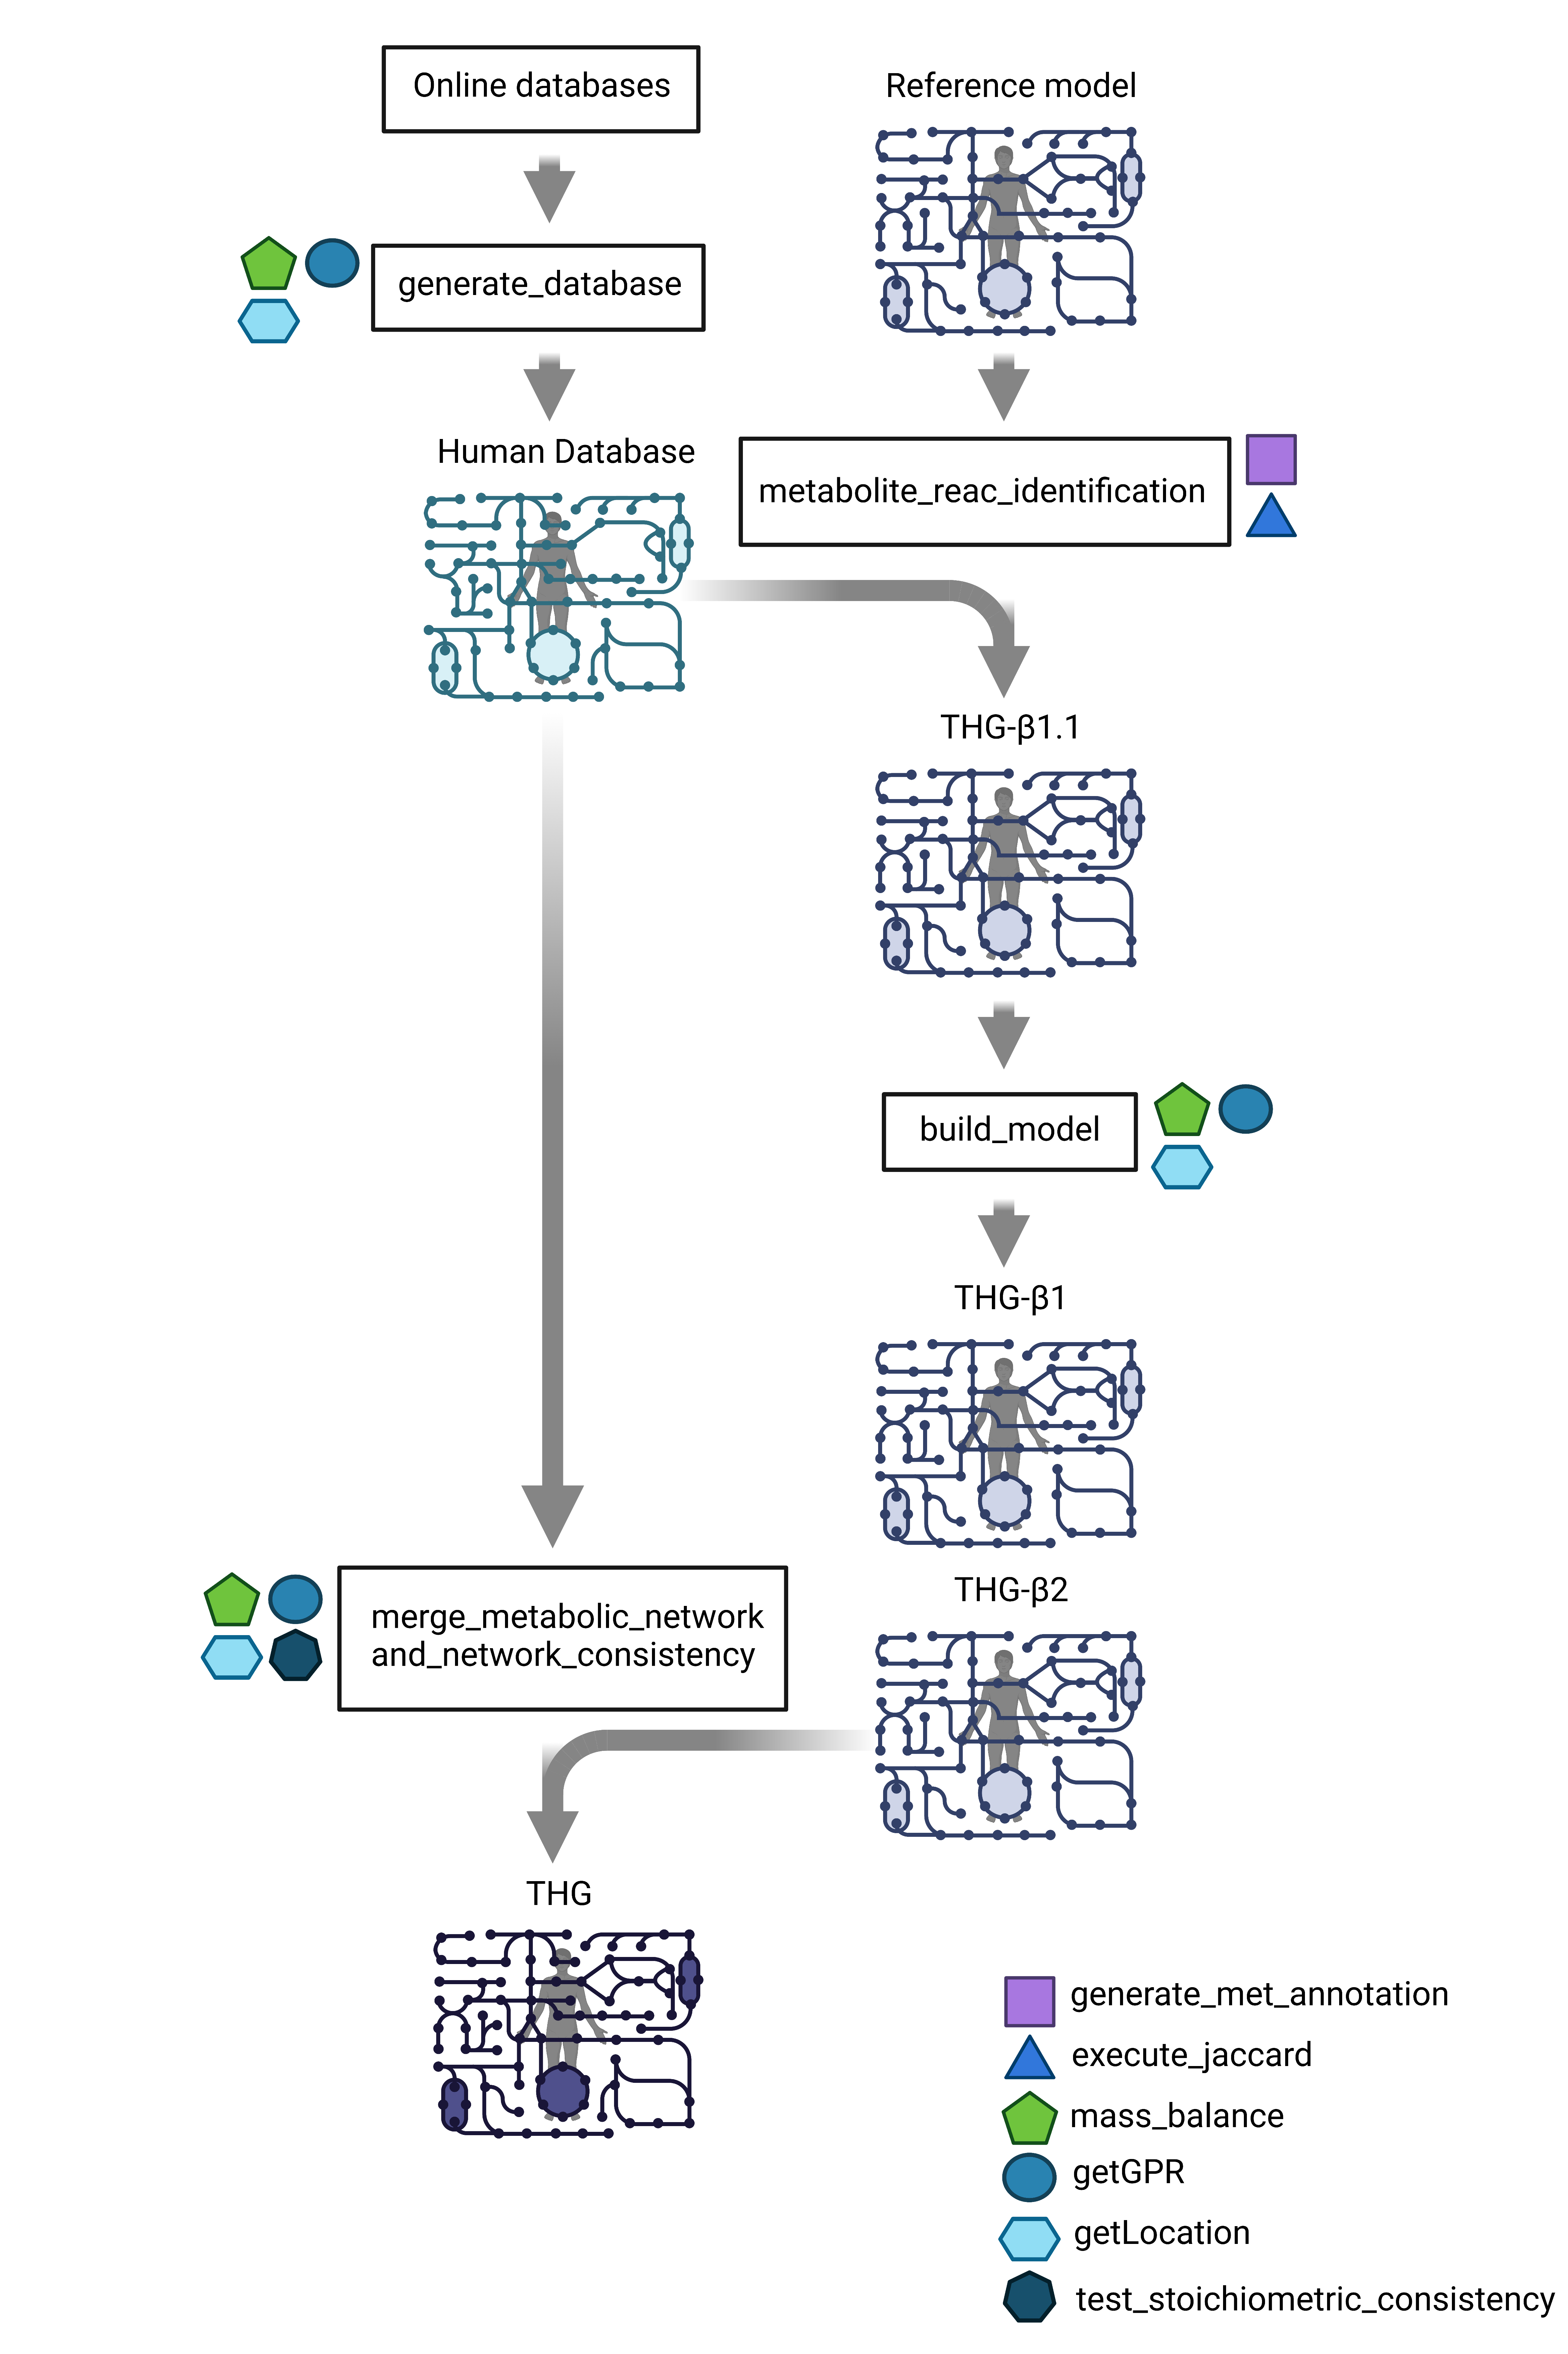 Online databases
Reference model
generate_database
Human Database
metabolite_reac_identification
THG-β1.1
build_model
THG-β1
merge_metabolic_network
and_network_consistency
THG-β2
THG
generate_met_annotation
execute_jaccard
mass_balance
getGPR
getLocation
test_stoichiometric_consistency